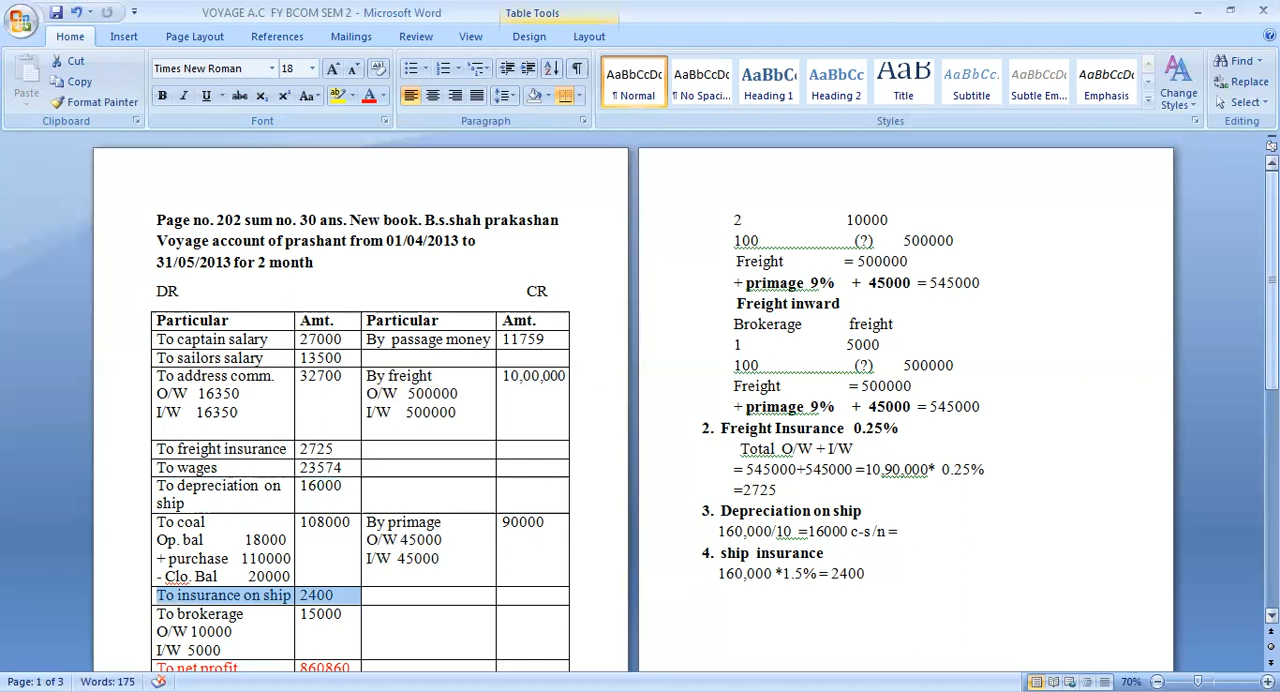 VOYAGE A.C FY BCOM SEM 2 - Microsoft Word
Table Tools
Home Insert Page Layout References Mailings Review View Design Layout
Paste
Cut
Copy
Format Painter
Clipboard
Times New Roman 18
B I U abc x₂ x² Aa
Font
Paragraph
AaBbCcDc AaBbCcDc AaBbC AaBbCc AaB AaBbCc. AaBbCcDc AaBbCcDc
¶ Normal ¶ No Spaci... Heading 1 Heading 2 Title Subtitle Subtle Em... Emphasis
Styles
Change Styles
Find
Replace
Select
Editing
Page no. 202 sum no. 30 ans. New book. B.s.shah prakashan
Voyage account of prashant from 01/04/2013 to
31/05/2013 for 2 month
DR CR
Particular Amt. Particular Amt.
To captain salary 27000 By passage money 11759
To sailors salary 13500
To address comm. 32700 By freight 10,00,000
O/W 16350 O/W 500000
I/W 16350 I/W 500000
To freight insurance 2725
To wages 23574
To depreciation on 16000
ship
To coal 108000 By primage 90000
Op. bal 18000 O/W 45000
+ purchase 110000 I/W 45000
- Clo. Bal 20000
To insurance on ship 2400
To brokerage 15000
O/W 10000
I/W 5000
To net profit 860860
2 10000
100 (?) 500000
Freight = 500000
+ primage 9% + 45000 = 545000
Freight inward
Brokerage freight
1 5000
100 (?) 500000
Freight = 500000
+ primage 9% + 45000 = 545000
2. Freight Insurance 0.25%
Total O/W + I/W
= 545000+545000 =10,90,000* 0.25%
=2725
3. Depreciation on ship
160,000/10 =16000 c-s/n =
4. ship insurance
160,000 *1.5% = 2400
Page: 1 of 3 Words: 175 70%